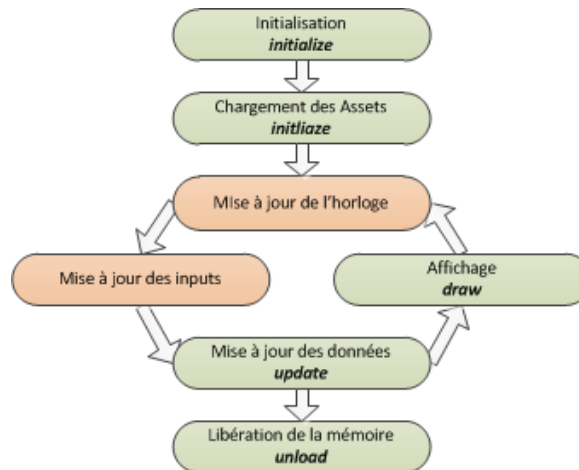 Initialisation
initialize
Chargement des Assets
initliaze
MIse à jour de l'horloge
Mise à jour des inputs
Affichage
draw
Mise à jour des données
update
Libération de la mémoire
unload